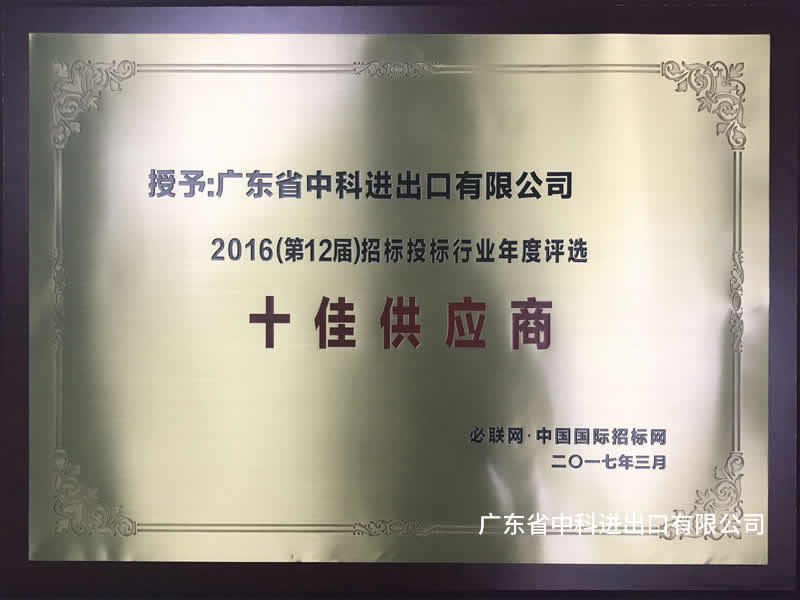 授予:广东省中科进出口有限公司
2016(第12届)招标投标行业年度评选
十佳供应商
必联网·中国国际招标网
二〇一七年三月
广东省中科进出口有限公司